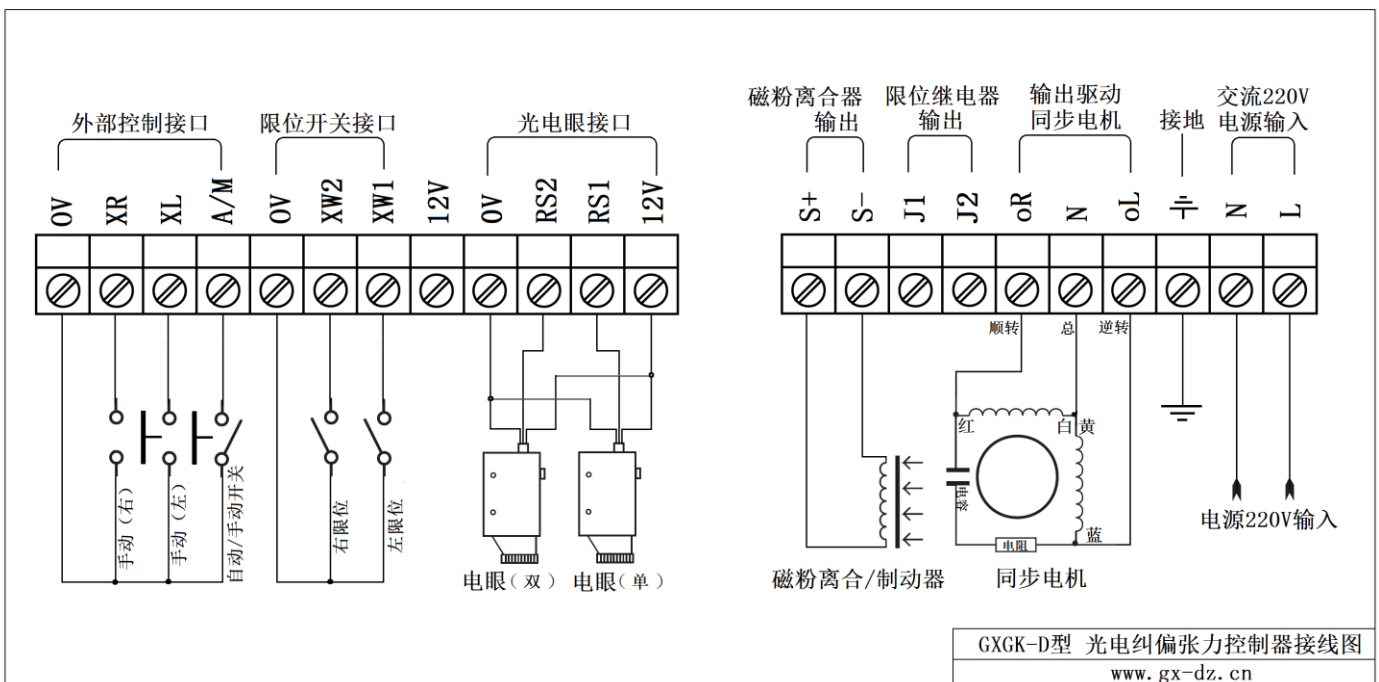 外部控制接口
限位开关接口
光电眼接口
磁粉离合器
输出
限位继电器
输出
输出驱动
同步电机
接地
交流220V
电源输入
0V
XR
XL
A/M
0V
XW2
XW1
12V
0V
RS2
RS1
12V
S+
S-
J1
J2
oR
N
oL
N
L
顺转
总
逆转
红
白
黄
电容
蓝
电阻
手动（右）
手动（左）
自动/手动开关
右限位
左限位
电眼（双）
电眼（单）
磁粉离合/制动器
同步电机
电源220V输入
GXGK-D型 光电纠偏张力控制器接线图
www.gx-dz.cn